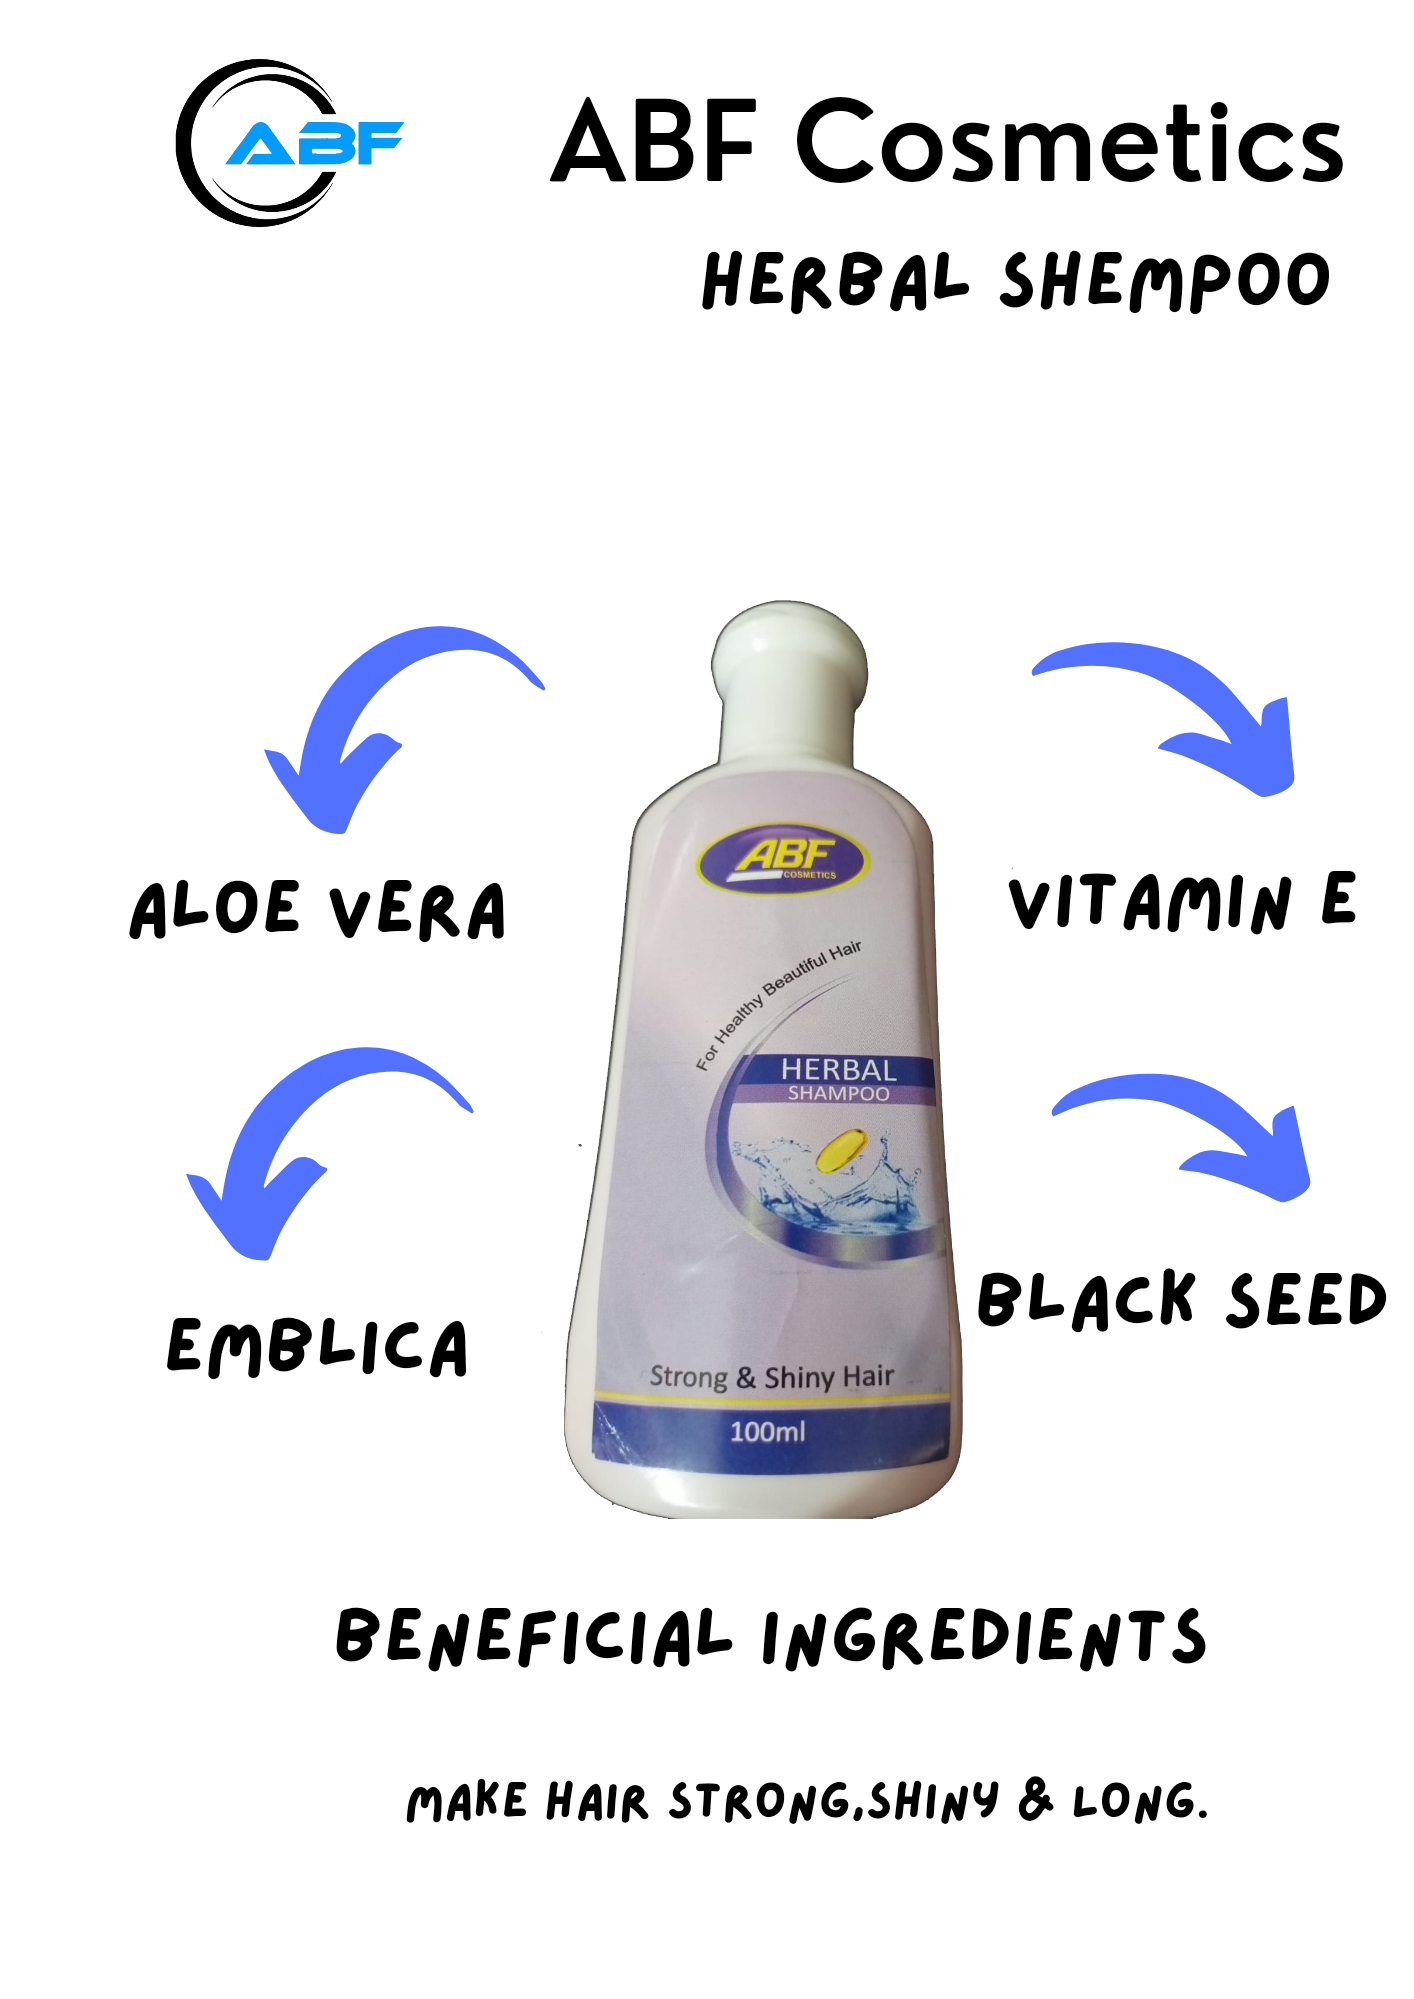 ABF
ABF Cosmetics
HERBAL SHEMPOO
ALOE VERA
VITAMIN E
EMBLICA
BLACK SEED
ABF
COSMETICS
For Healthy Beautiful Hair
HERBAL
SHAMPOO
Strong & Shiny Hair
100ml
BENEFICIAL INGREDIENTS
MAKE HAIR STRONG,SHINY & LONG.